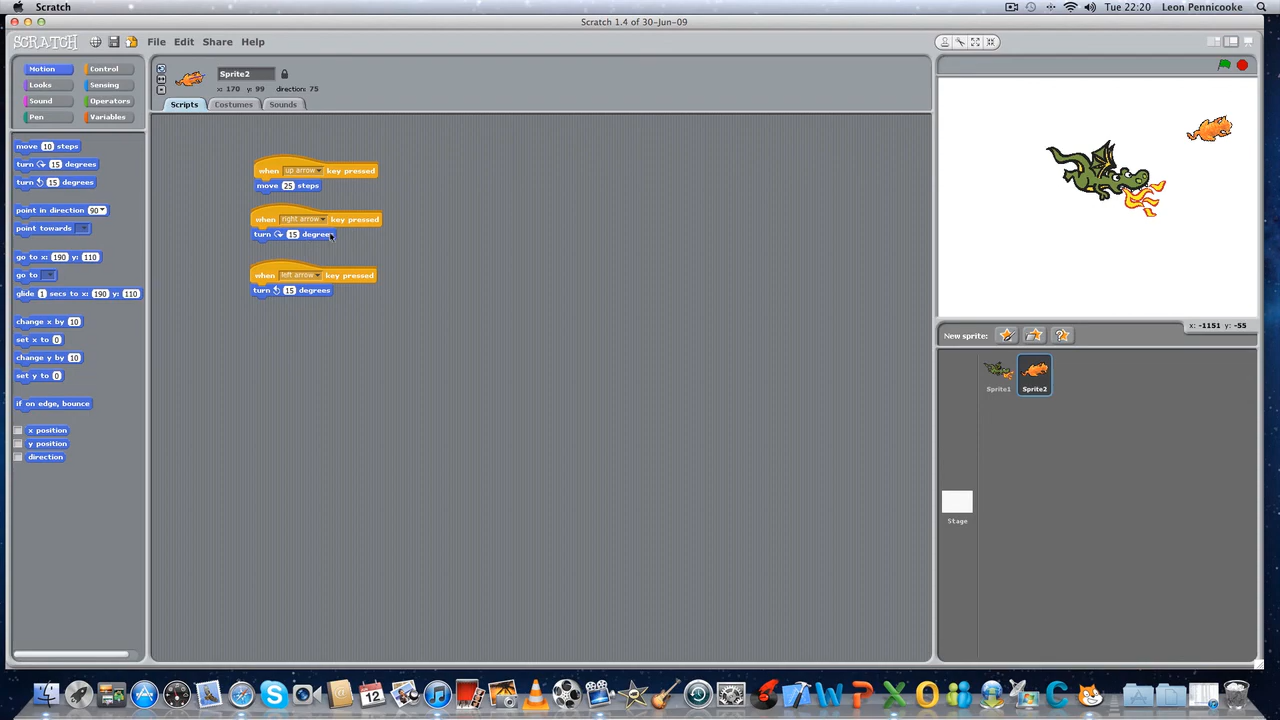 Scratch
Tue 22:20 Leon Pennicooke
Scratch 1.4 of 30-Jun-09
SCRATCH File Edit Share Help
Motion Control
Looks Sensing
Sound Operators
Pen Variables
Sprite2
x: 170 y: 99 direction: 75
Scripts Costumes Sounds
move 10 steps
turn 15 degrees
turn 15 degrees
point in direction 90
point towards
go to x: 190 y: 110
go to
glide 1 secs to x: 190 y: 110
change x by 10
set x to 0
change y by 10
set y to 0
if on edge, bounce
x position
y position
direction
when up arrow key pressed
move 25 steps
when right arrow key pressed
turn 15 degrees
when left arrow key pressed
turn 15 degrees
x: -1151 y: -55
New sprite:
Sprite1 Sprite2
Stage
12